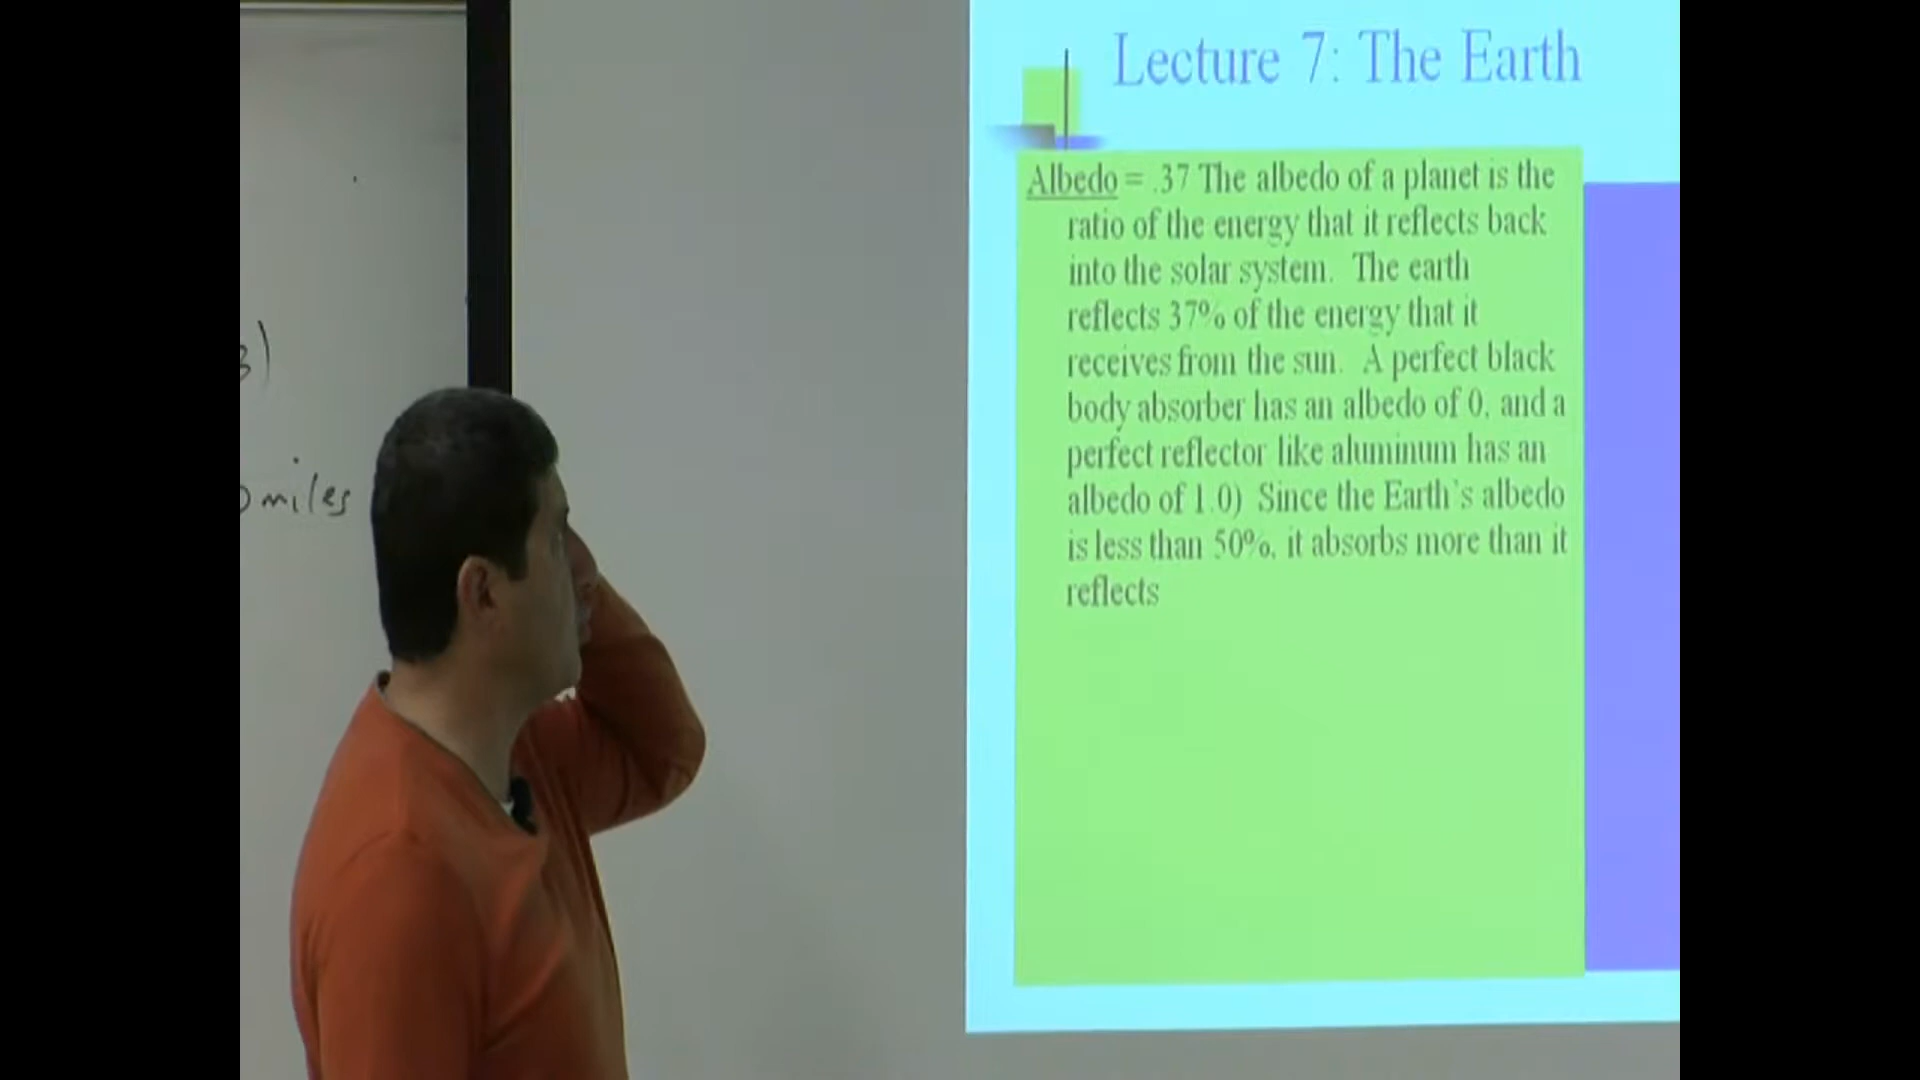 3)
miles
Lecture 7: The Earth
Albedo = .37 The albedo of a planet is the
ratio of the energy that it reflects back
into the solar system. The earth
reflects 37% of the energy that it
receives from the sun. A perfect black
body absorber has an albedo of 0, and a
perfect reflector like aluminum has an
albedo of 1.0) Since the Earth's albedo
is less than 50%, it absorbs more than it
reflects